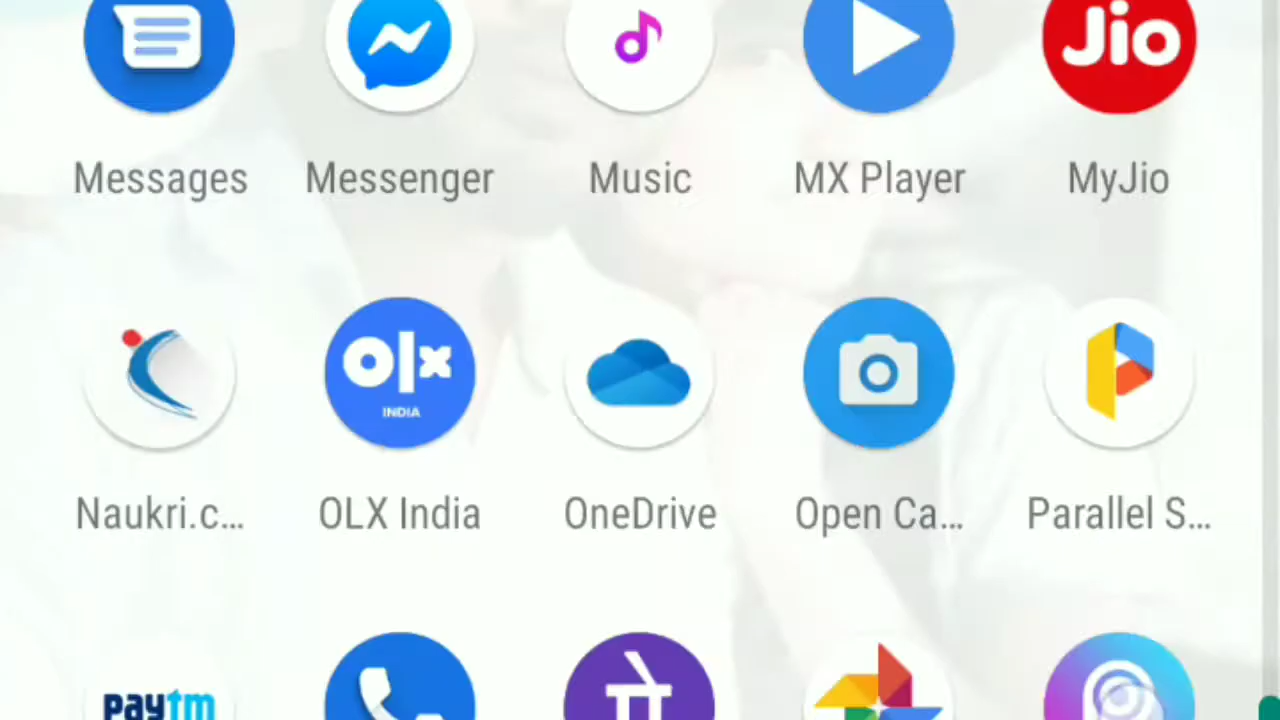 Jio
Messages
Messenger
Music
MX Player
MyJio
olx
INDIA
Naukri.c...
OLX India
OneDrive
Open Ca...
Parallel S...
paytm
पे